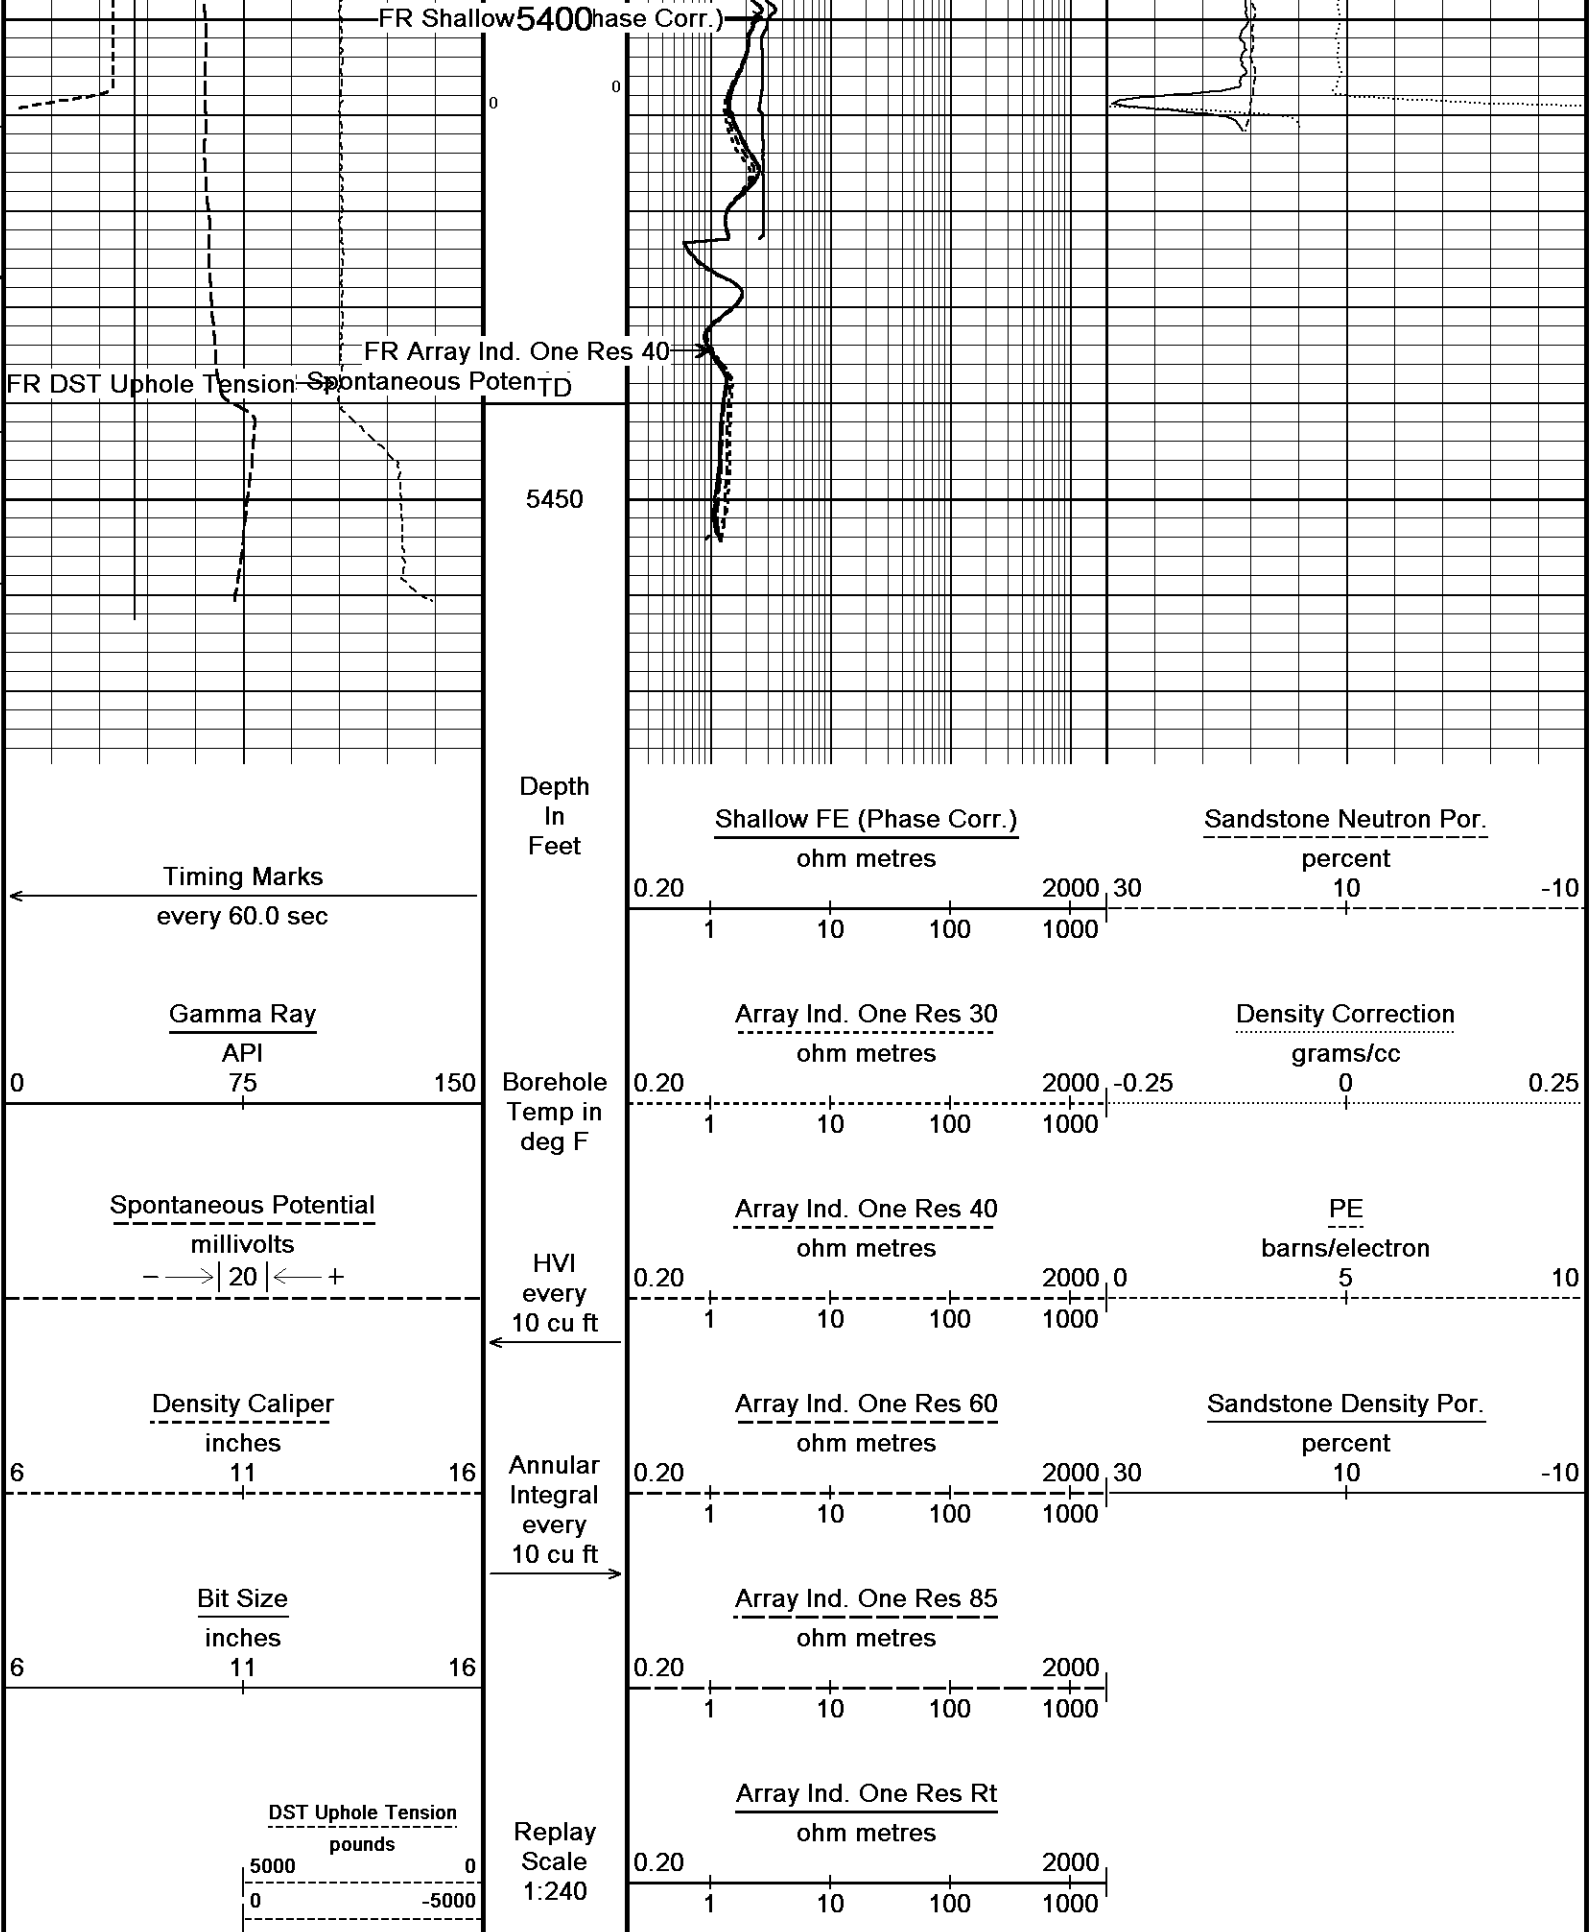 FR Shallow 5400 hase Corr.)
0
0
FR Array Ind. One Res 40
FR DST Uphole Tension
Spontaneous Poten
TD
5450
Depth
In
Feet
Timing Marks
every 60.0 sec
Gamma Ray
API
0 75 150
Spontaneous Potential
millivolts
− 20 +
Density Caliper
inches
6 11 16
Bit Size
inches
6 11 16
DST Uphole Tension
pounds
5000 0
0 -5000
Borehole
Temp in
deg F
HVI
every
10 cu ft
Annular
Integral
every
10 cu ft
Replay
Scale
1:240
Shallow FE (Phase Corr.)
ohm metres
0.20 2000
1 10 100 1000
Array Ind. One Res 30
ohm metres
0.20 2000
1 10 100 1000
Array Ind. One Res 40
ohm metres
0.20 2000
1 10 100 1000
Array Ind. One Res 60
ohm metres
0.20 2000
1 10 100 1000
Array Ind. One Res 85
ohm metres
0.20 2000
1 10 100 1000
Array Ind. One Res Rt
ohm metres
0.20 2000
1 10 100 1000
Sandstone Neutron Por.
percent
30 10 -10
Density Correction
grams/cc
-0.25 0 0.25
PE
barns/electron
0 5 10
Sandstone Density Por.
percent
30 10 -10